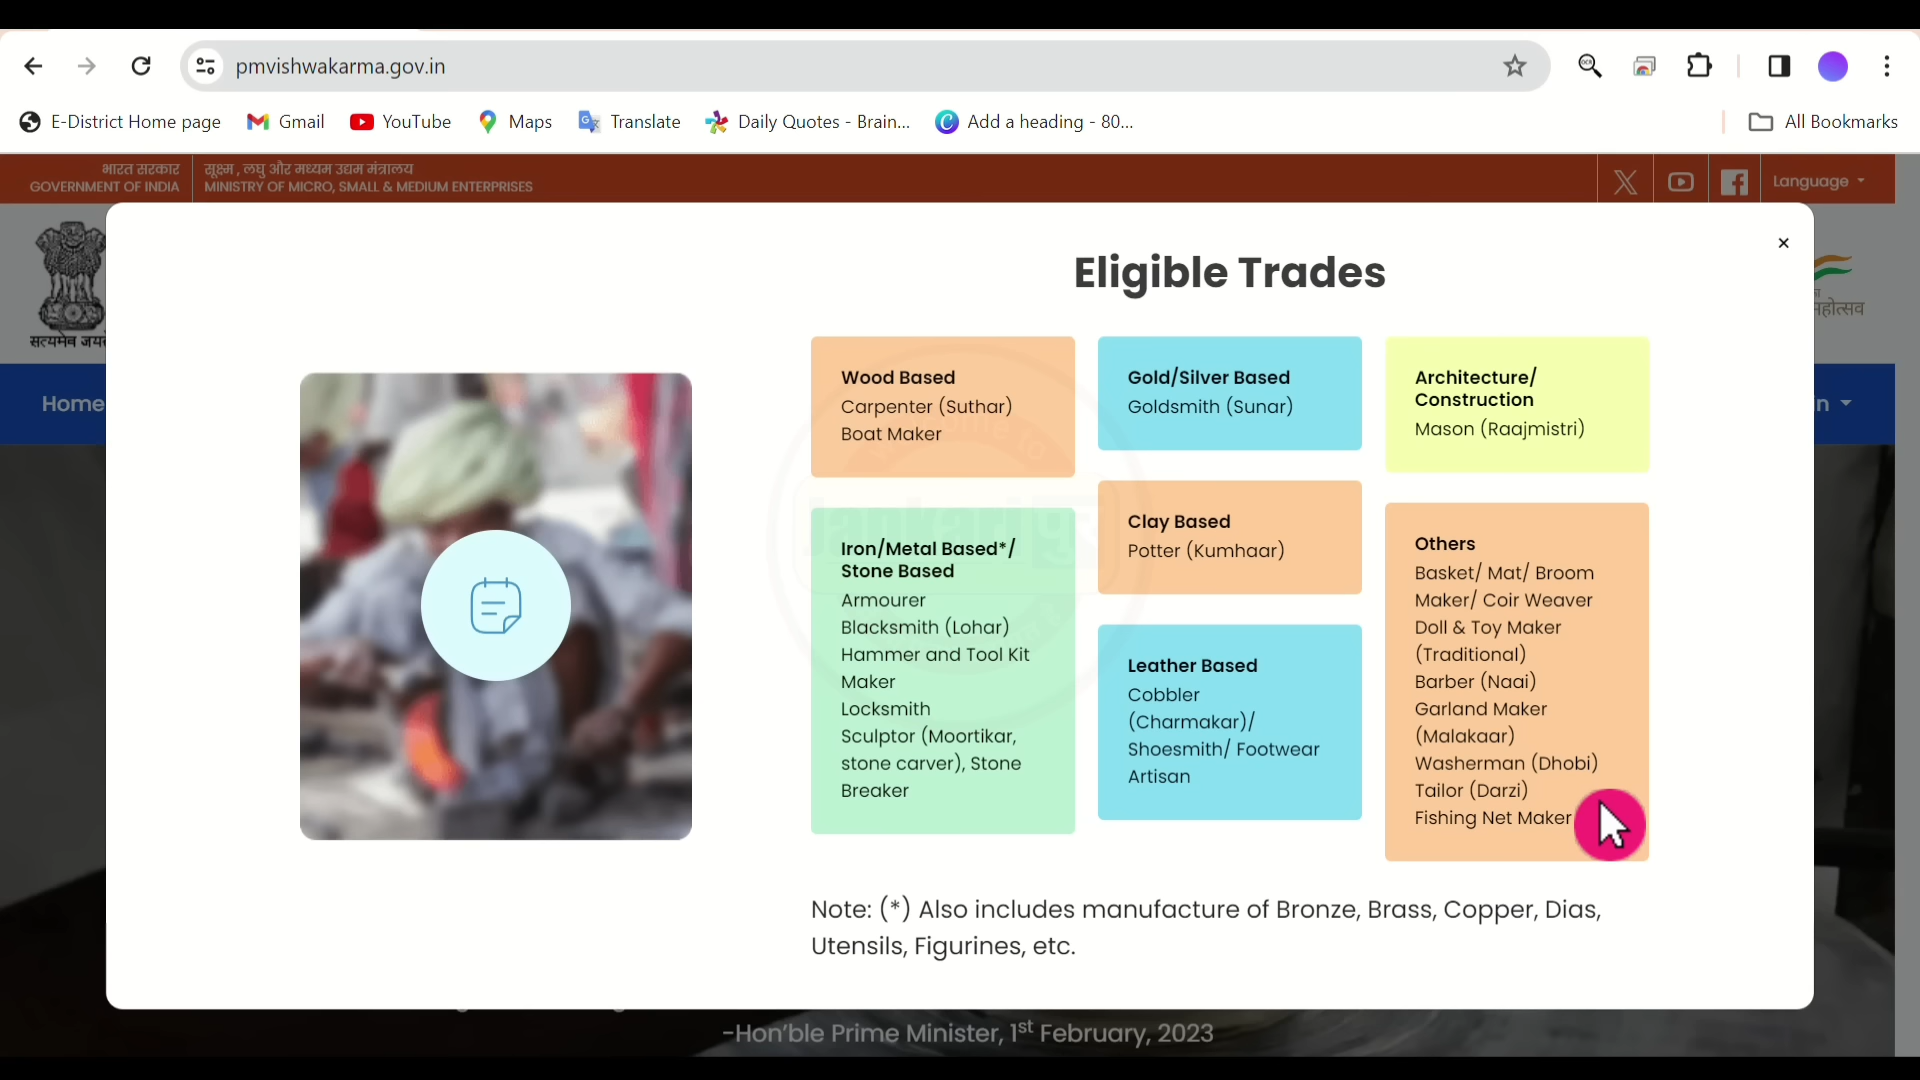 pmvishwakarma.gov.in
E-District Home page
Gmail
YouTube
Maps
Translate
Daily Quotes - Brain...
Add a heading - 80...
All Bookmarks
भारत सरकार
GOVERNMENT OF INDIA
सूक्ष्म , लघु और मध्यम उद्यम मंत्रालय
MINISTRY OF MICRO, SMALL & MEDIUM ENTERPRISES
Language
Home
Eligible Trades
Wood Based
Carpenter (Suthar)
Boat Maker
Gold/Silver Based
Goldsmith (Sunar)
Architecture/
Construction
Mason (Raajmistri)
Iron/Metal Based*/
Stone Based
Armourer
Blacksmith (Lohar)
Hammer and Tool Kit
Maker
Locksmith
Sculptor (Moortikar,
stone carver), Stone
Breaker
Clay Based
Potter (Kumhaar)
Leather Based
Cobbler
(Charmakar)/
Shoesmith/ Footwear
Artisan
Others
Basket/ Mat/ Broom
Maker/ Coir Weaver
Doll & Toy Maker
(Traditional)
Barber (Naai)
Garland Maker
(Malakaar)
Washerman (Dhobi)
Tailor (Darzi)
Fishing Net Maker
Note: (*) Also includes manufacture of Bronze, Brass, Copper, Dias,
Utensils, Figurines, etc.
-Hon'ble Prime Minister, 1st February, 2023